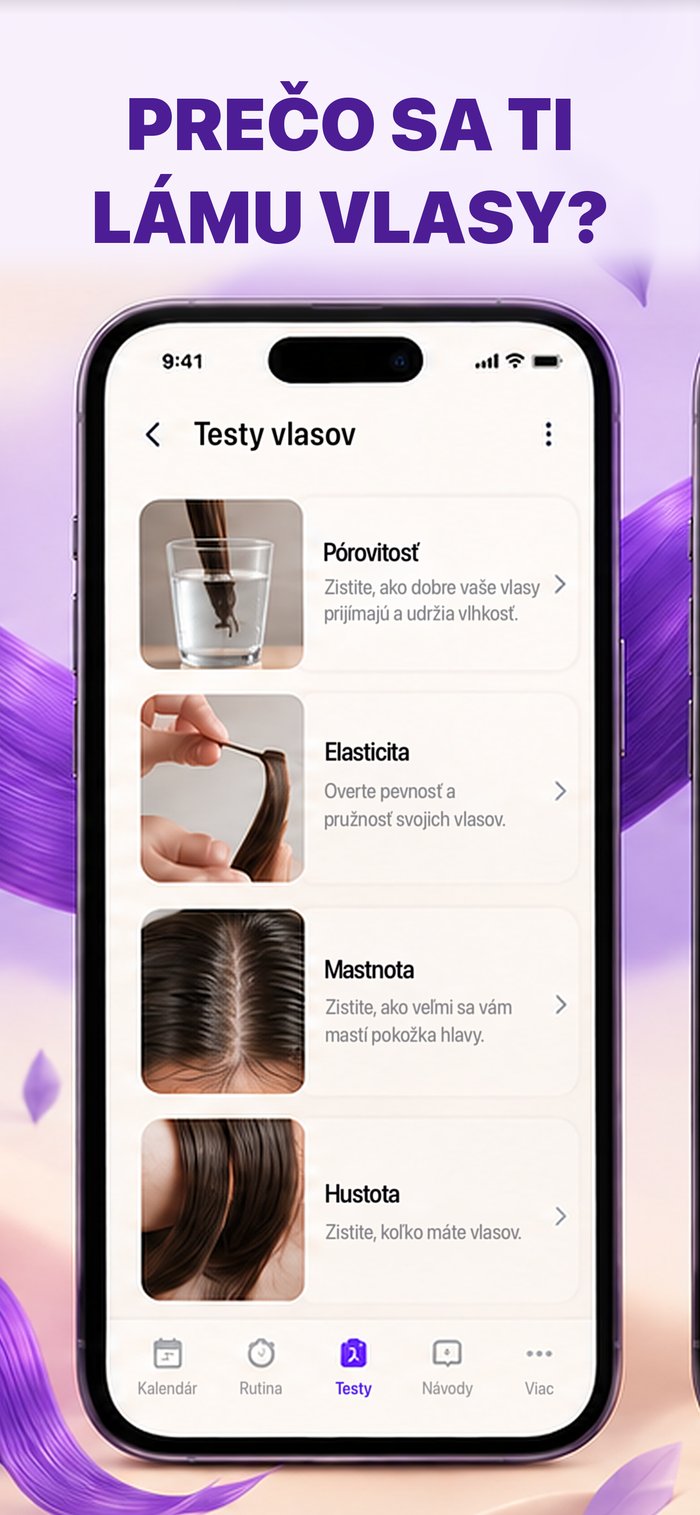 PREČO SA TI
LÁMU VLASY?
9:41
Testy vlasov
Pórovitosť
Zistite, ako dobre vaše vlasy
prijímajú a udržia vlhkosť.
Elasticita
Overte pevnosť a
pružnosť svojich vlasov.
Mastnota
Zistite, ako veľmi sa vám
mastí pokožka hlavy.
Hustota
Zistite, koľko máte vlasov.
Kalendár Rutina Testy Návody Viac